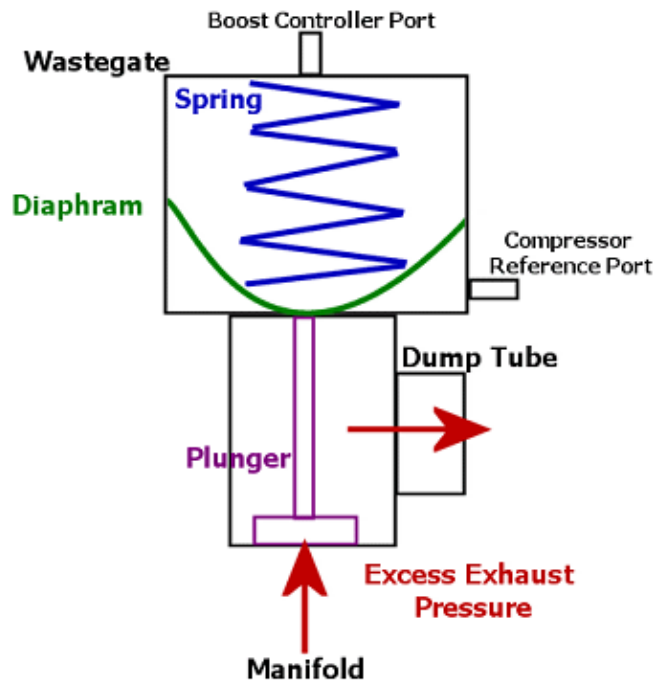 Boost Controller Port
Wastegate
Spring
Diaphram
Compressor
Reference Port
Dump Tube
Plunger
Excess Exhaust
Pressure
Manifold